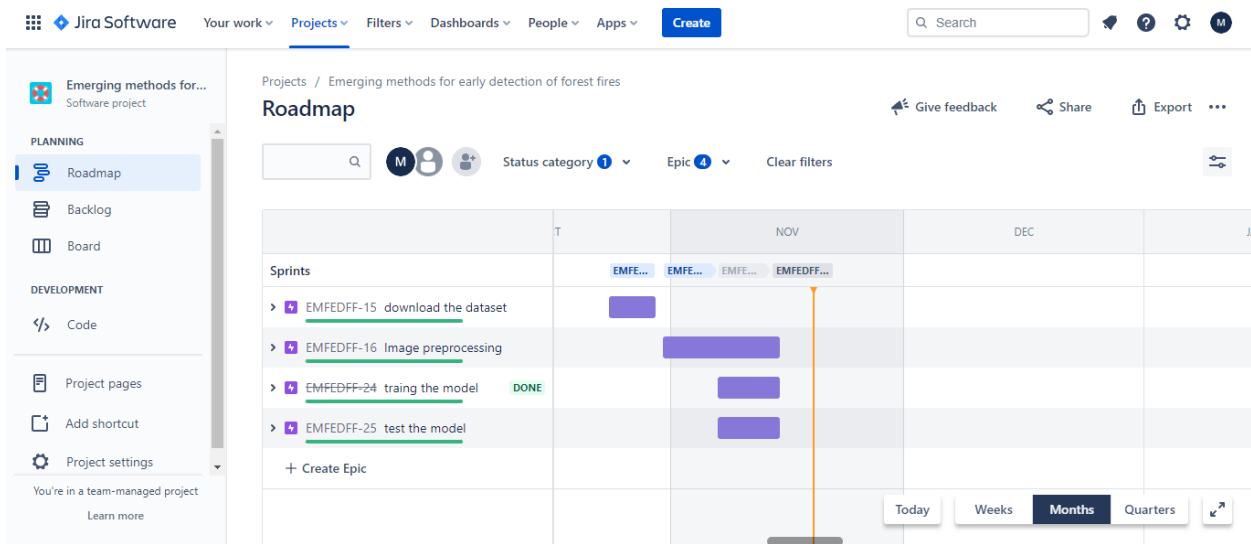 Jira Software Your work Projects Filters Dashboards People Apps Create Search M
Emerging methods for...
Software project
PLANNING
Roadmap
Backlog
Board
DEVELOPMENT
Code
Project pages
Add shortcut
Project settings
You're in a team-managed project
Learn more
Projects / Emerging methods for early detection of forest fires
Roadmap
Give feedback Share Export
M Status category 1 Epic 4 Clear filters
T NOV DEC J
Sprints EMFE... EMFE... EMFE... EMFEDFF...
EMFEDFF-15 download the dataset
EMFEDFF-16 Image preprocessing
EMFEDFF-24 traing the model DONE
EMFEDFF-25 test the model
+ Create Epic
Today Weeks Months Quarters